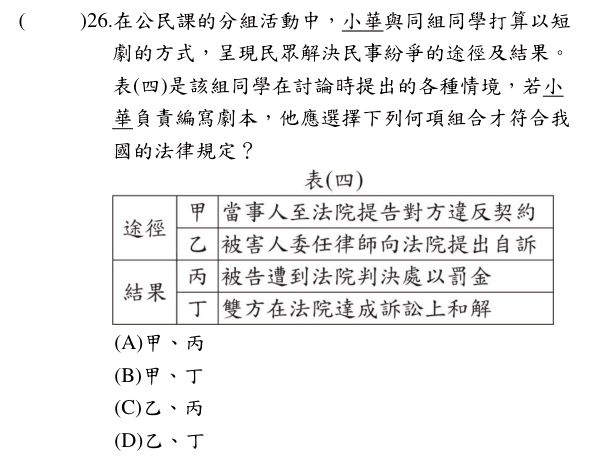 (　　)26.在公民課的分組活動中，小華與同組同學打算以短
劇的方式，呈現民眾解決民事紛爭的途徑及結果。
表(四)是該組同學在討論時提出的各種情境，若小
華負責編寫劇本，他應選擇下列何項組合才符合我
國的法律規定？
表(四)
途徑 甲 當事人至法院提告對方違反契約
乙 被害人委任律師向法院提出自訴
結果 丙 被告遭到法院判決處以罰金
丁 雙方在法院達成訴訟上和解
(A)甲、丙
(B)甲、丁
(C)乙、丙
(D)乙、丁